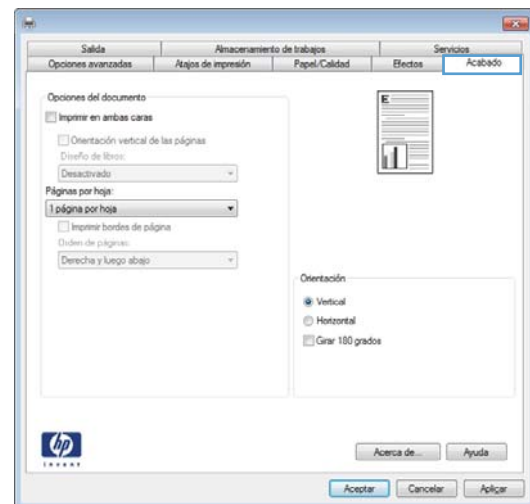 Salida Almacenamiento de trabajos Servicios
Opciones avanzadas Atajos de impresión Papel/Calidad Efectos Acabado
Opciones del documento
Imprimir en ambas caras
Orientación vertical de las páginas
Diseño de libros:
Desactivado
Páginas por hoja:
1 página por hoja
Imprimir bordes de página
Orden de páginas:
Derecha y luego abajo
E
Orientación
Vertical
Horizontal
Girar 180 grados
hp
invent
Acerca de... Ayuda
Aceptar Cancelar Aplicar